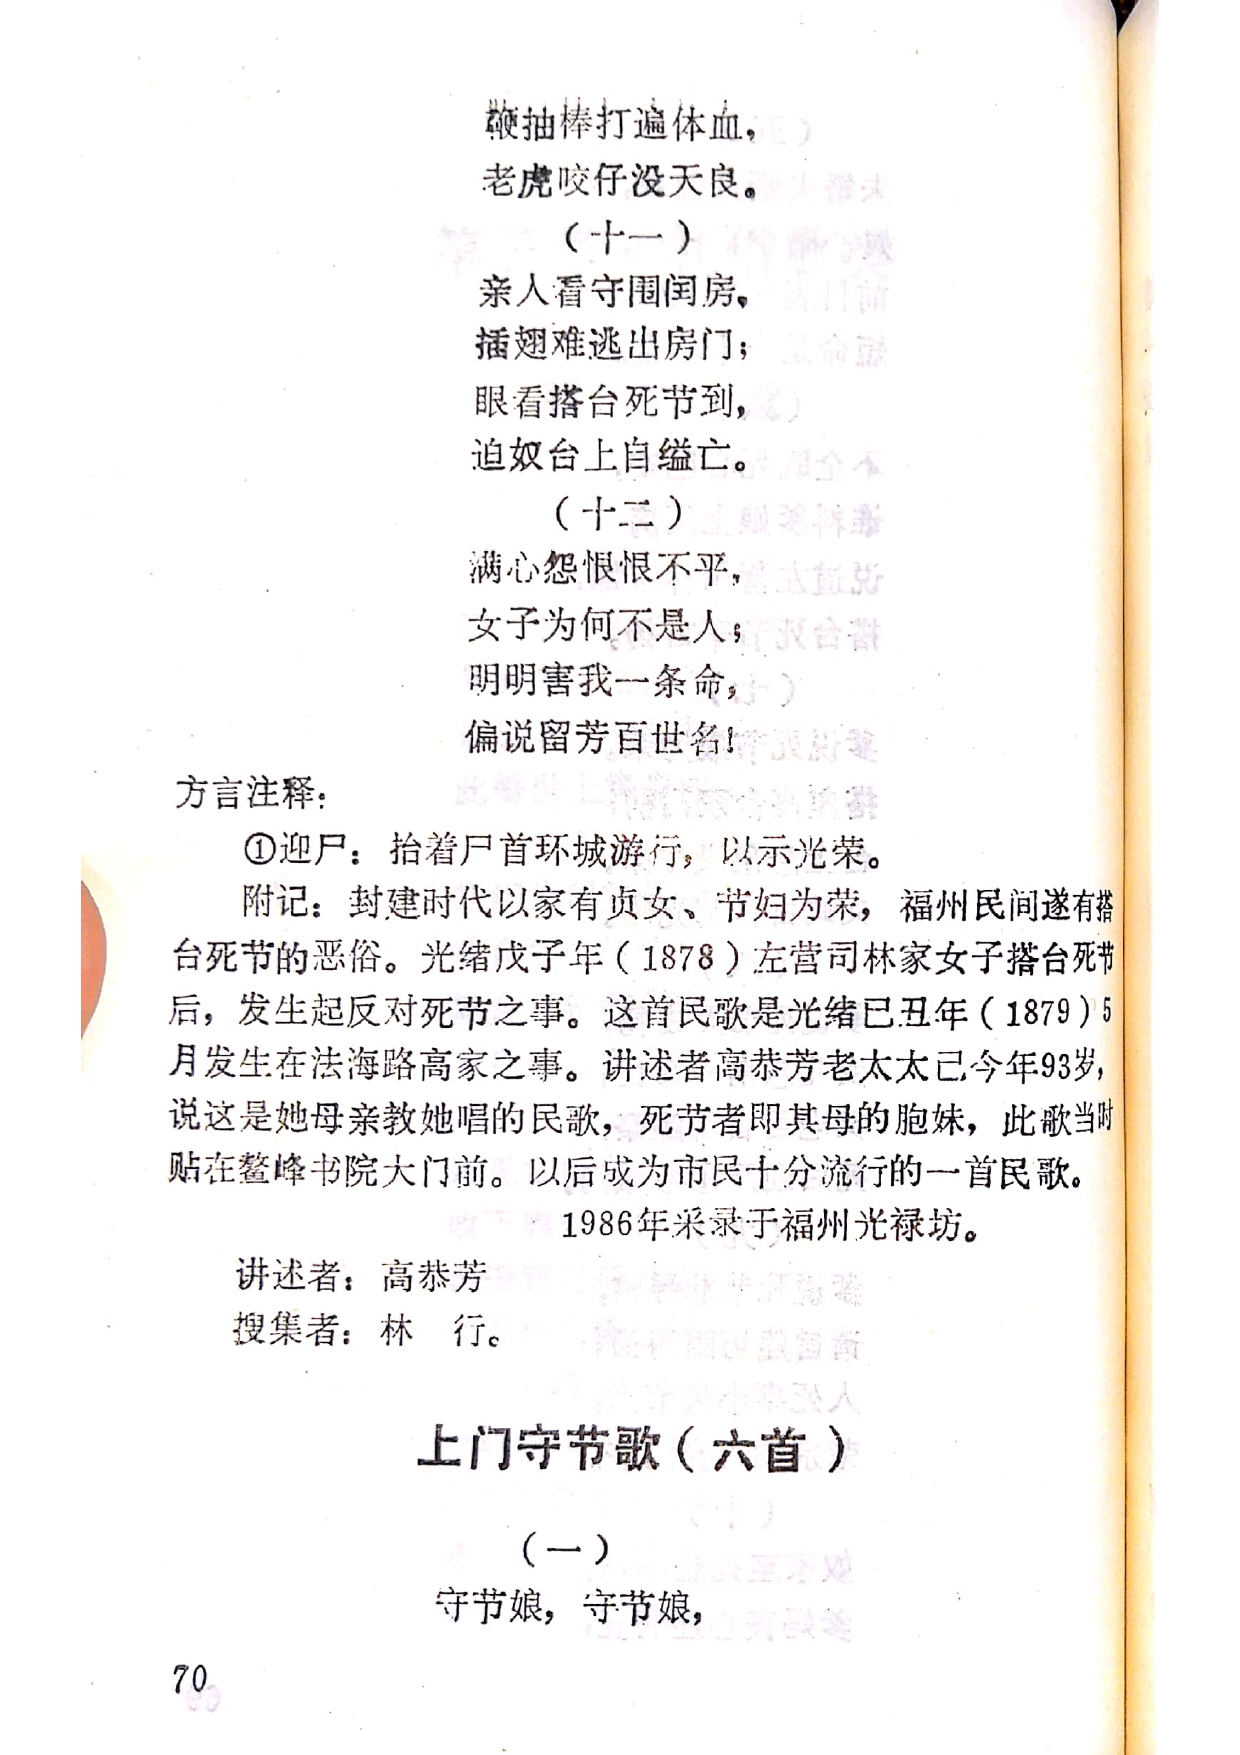 鞭抽棒打遍体血，
老虎咬仔没天良。
（十一）
亲人看守围闺房，
插翅难逃出房门；
眼看搭台死节到，
迫奴台上自缢亡。
（十二）
满心怨恨恨不平，
女子为何不是人；
明明害我一条命，
偏说留芳百世名！
方言注释：
①迎尸：抬着尸首环城游行，以示光荣。
附记：封建时代以家有贞女、节妇为荣，福州民间遂有搭
台死节的恶俗。光绪戊子年（1878）左营司林家女子搭台死节
后，发生起反对死节之事。这首民歌是光绪已丑年（1879）5
月发生在法海路高家之事。讲述者高恭芳老太太已今年93岁，
说这是她母亲教她唱的民歌，死节者即其母的胞妹，此歌当时
贴在鳌峰书院大门前。以后成为市民十分流行的一首民歌。
1986年采录于福州光禄坊。
讲述者：高恭芳
搜集者：林　行。
上门守节歌（六首）
（一）
守节娘，守节娘，
70